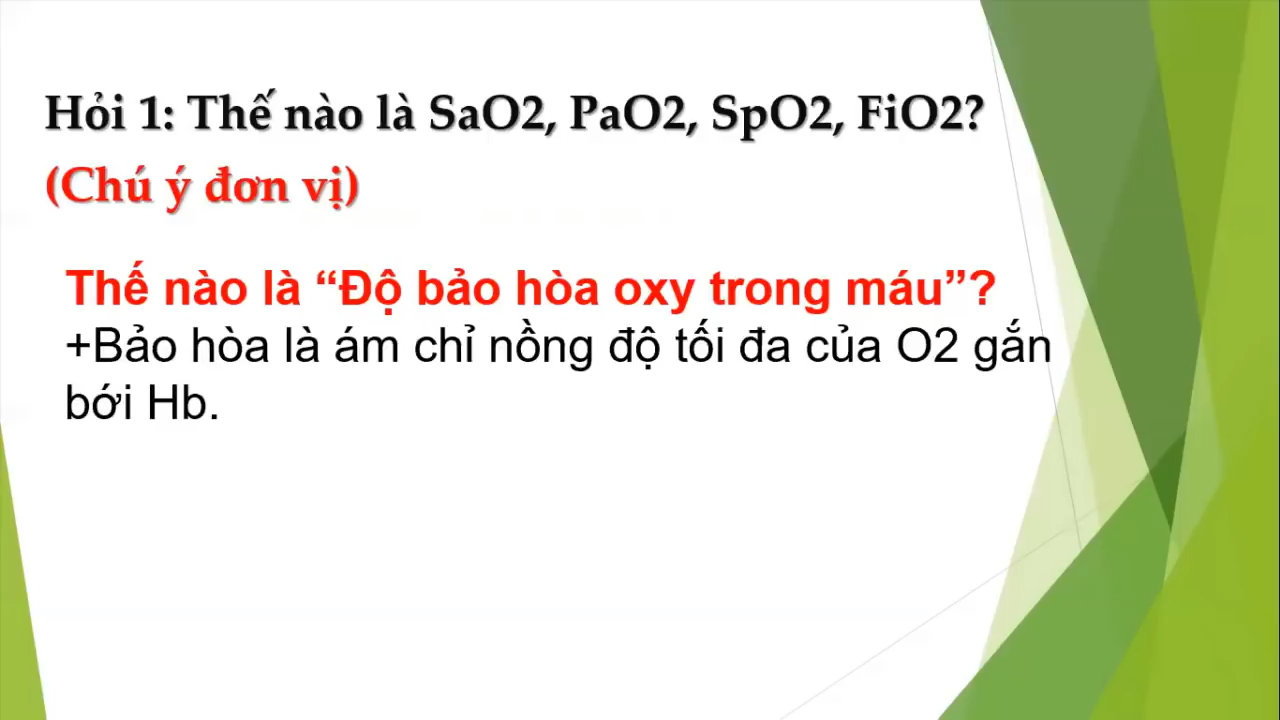 Hỏi 1: Thế nào là SaO2, PaO2, SpO2, FiO2?
(Chú ý đơn vị)
Thế nào là “Độ bảo hòa oxy trong máu”?
+Bảo hòa là ám chỉ nồng độ tối đa của O2 gắn
bới Hb.